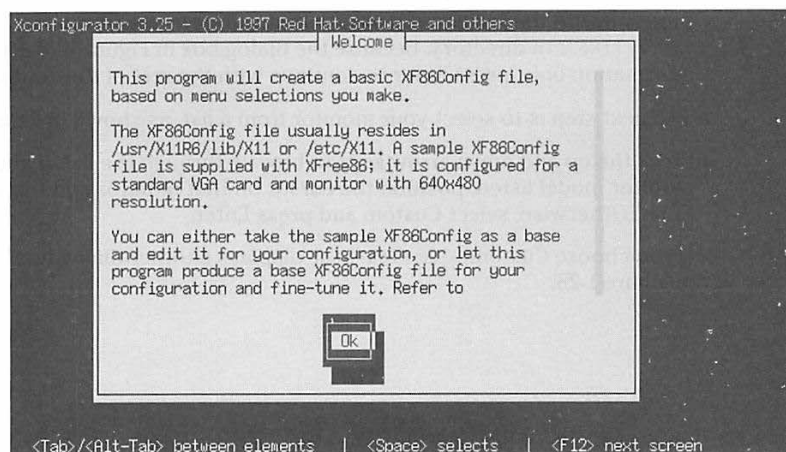 Xconfigurator 3.25 - (C) 1997 Red Hat Software and others
Welcome
This program will create a basic XF86Config file,
based on menu selections you make.
The XF86Config file usually resides in
/usr/X11R6/lib/X11 or /etc/X11. A sample XF86Config
file is supplied with XFree86; it is configured for a
standard VGA card and monitor with 640x480
resolution.
You can either take the sample XF86Config as a base
and edit it for your configuration, or let this
program produce a base XF86Config file for your
configuration and fine-tune it. Refer to
Ok
<Tab>/<Alt-Tab> between elements | <Space> selects | <F12> next screen